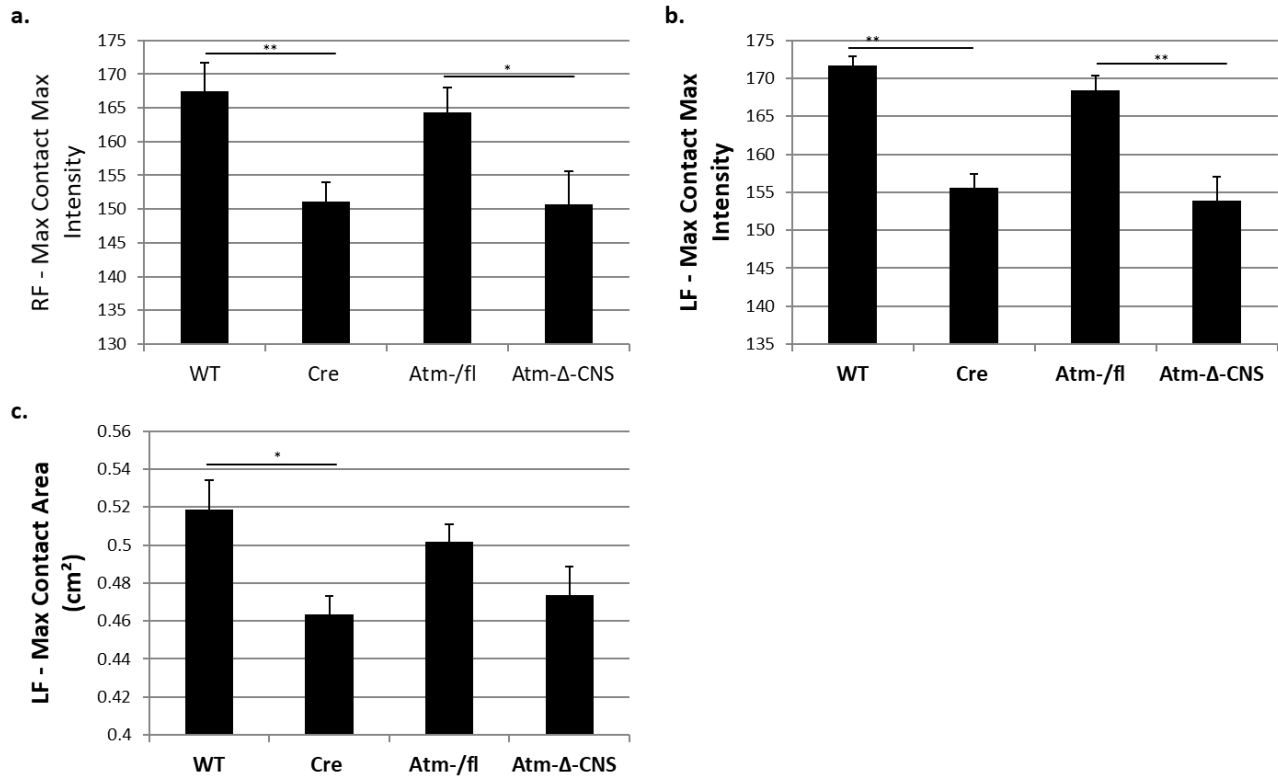 a.
RF - Max Contact Max
Intensity
175
170
165
160
155
150
145
140
135
130
**
*
WT Cre Atm-/fl Atm-Δ-CNS
b.
LF - Max Contact Max
Intensity
175
170
165
160
155
150
145
140
135
**
**
WT Cre Atm-/fl Atm-Δ-CNS
c.
LF - Max Contact Area
(cm²)
0.56
0.54
0.52
0.5
0.48
0.46
0.44
0.42
0.4
*
WT Cre Atm-/fl Atm-Δ-CNS